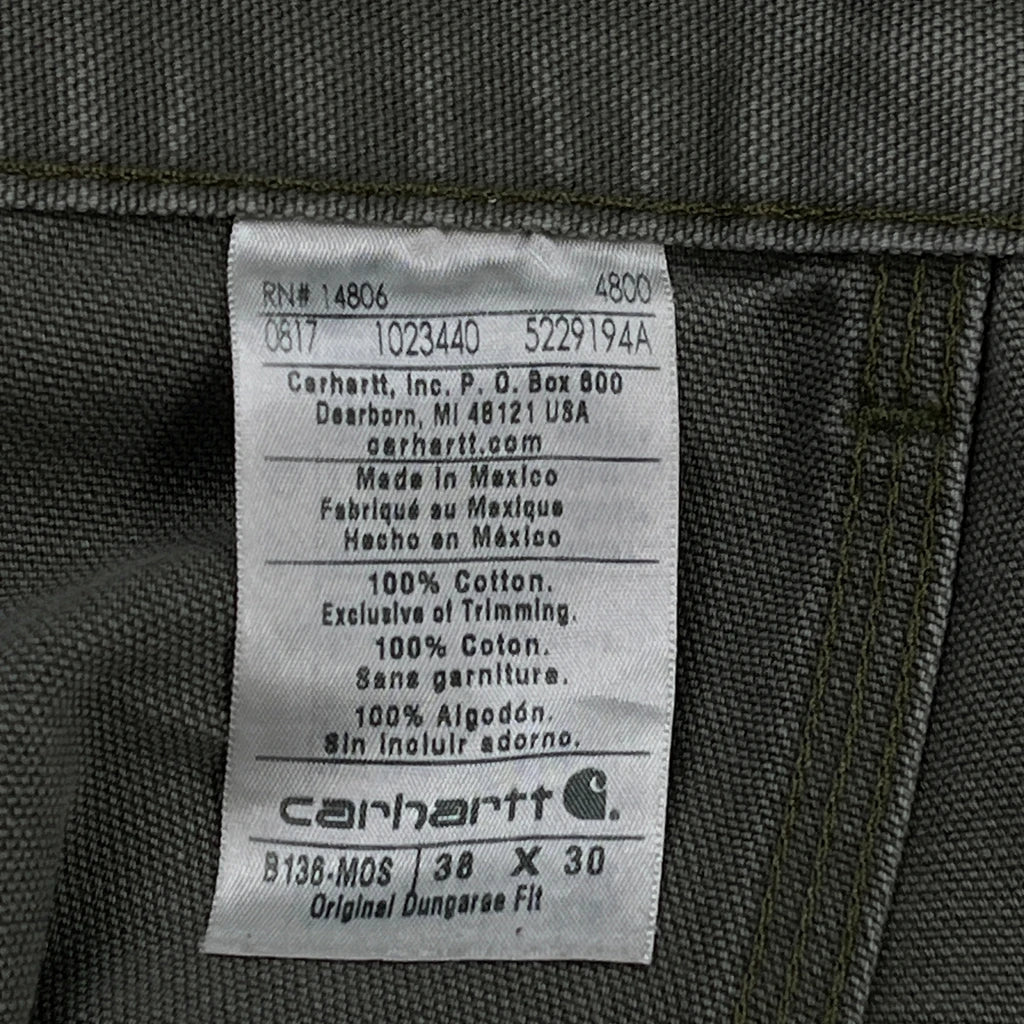 RN# 14806 4800
0817 1023440 5229194A
Carhartt, Inc. P. O. Box 600
Dearborn, MI 48121 USA
carhartt.com
Made in Mexico
Fabriqué au Mexique
Hecho en México
100% Cotton.
Exclusive of Trimming.
100% Coton.
Sans garniture.
100% Algodón.
Sin incluir adorno.
carhartt
B136-MOS 38 X 30
Original Dungaree Fit